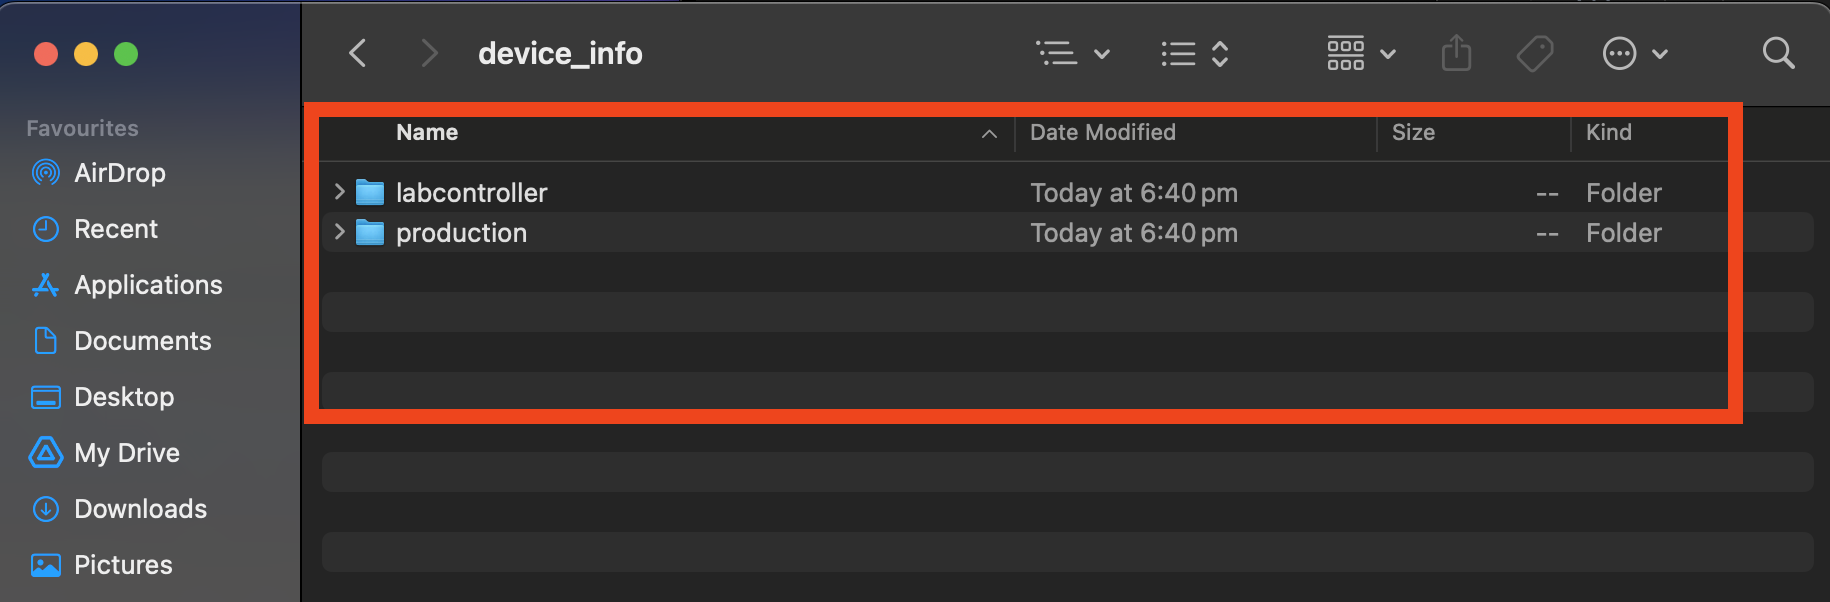 device_info
Favourites
AirDrop
Recent
Applications
Documents
Desktop
My Drive
Downloads
Pictures
Name Date Modified Size Kind
labcontroller Today at 6:40 pm -- Folder
production Today at 6:40 pm -- Folder